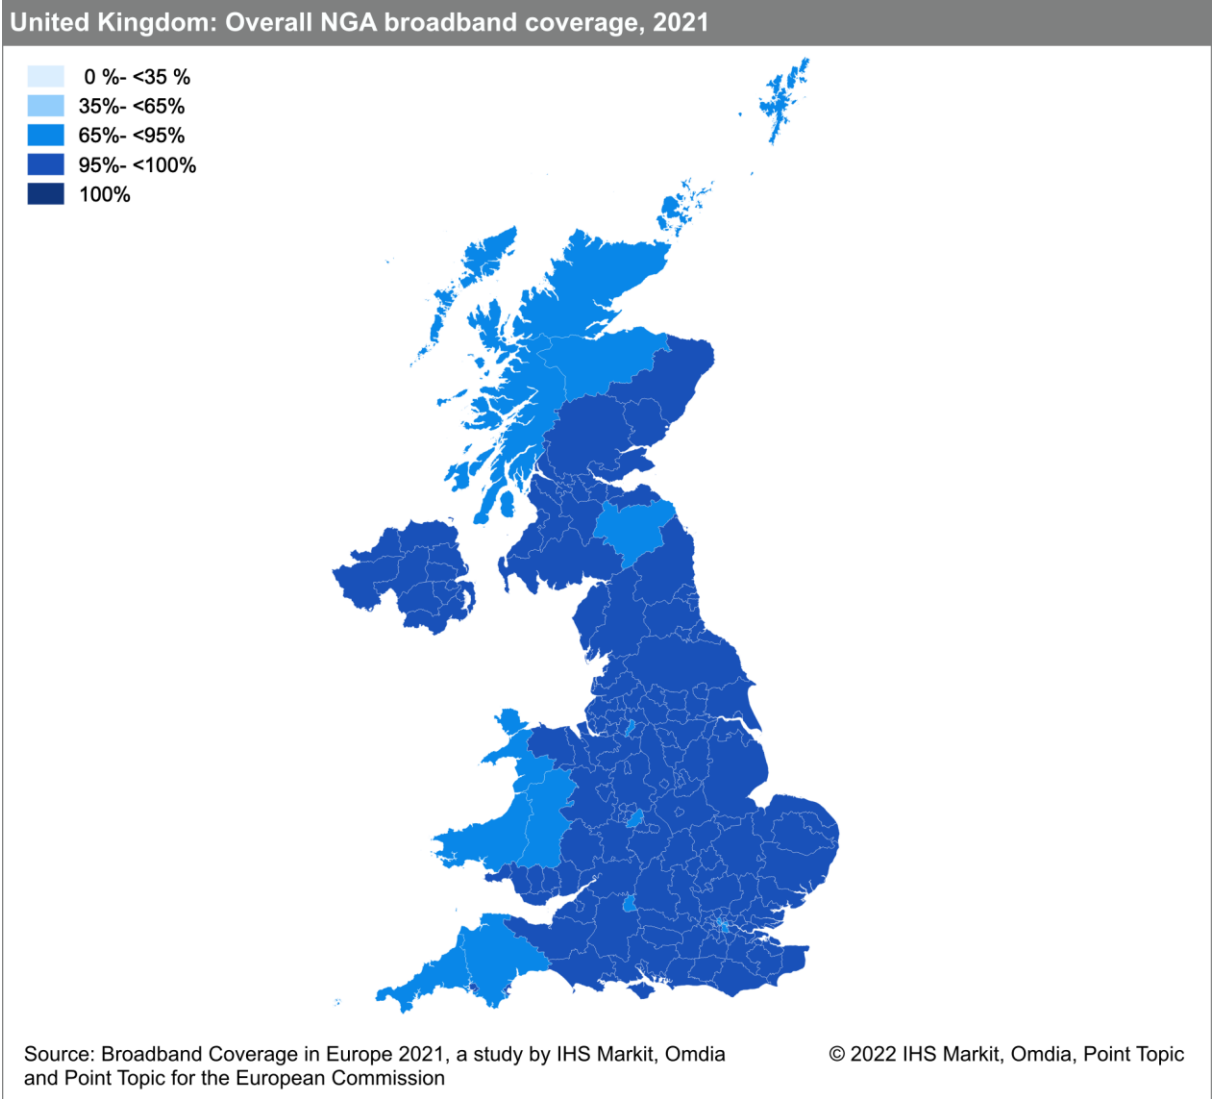 United Kingdom: Overall NGA broadband coverage, 2021
0 %- <35 %
35%- <65%
65%- <95%
95%- <100%
100%
Source: Broadband Coverage in Europe 2021, a study by IHS Markit, Omdia
and Point Topic for the European Commission
© 2022 IHS Markit, Omdia, Point Topic